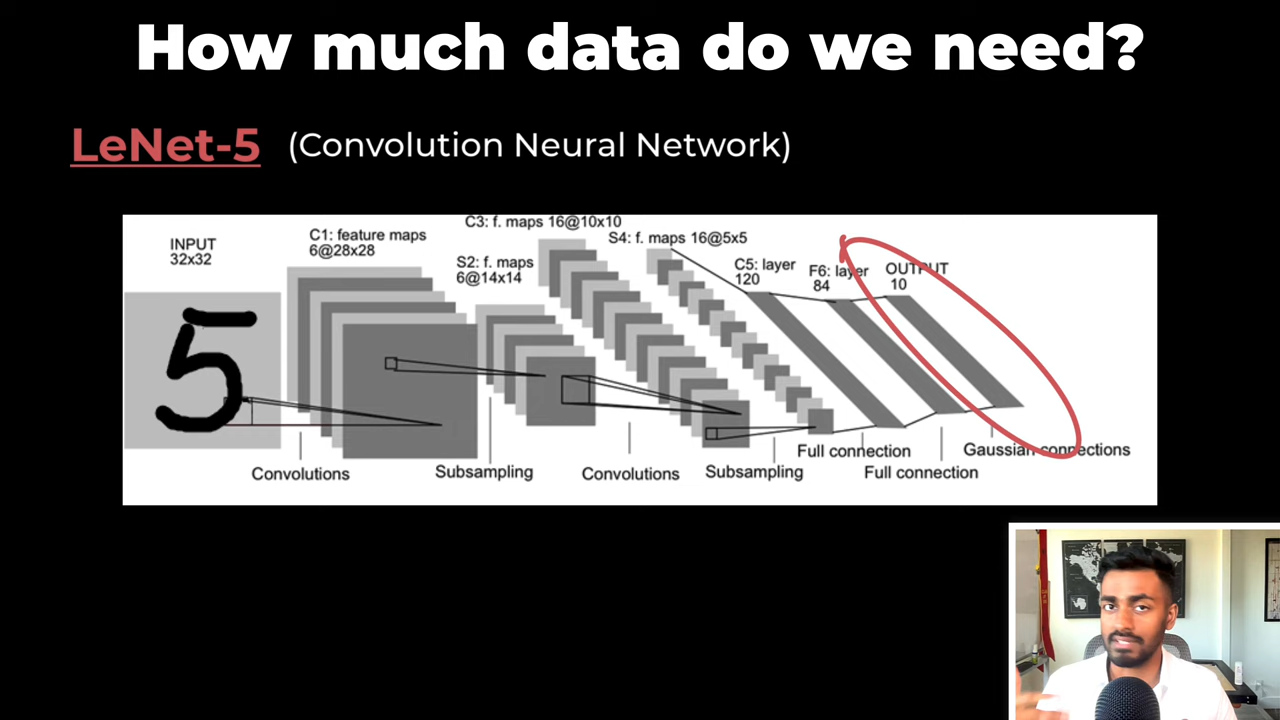 How much data do we need?
LeNet-5 (Convolution Neural Network)
INPUT
32x32
C1: feature maps
6@28x28
S2: f. maps
6@14x14
C3: f. maps 16@10x10
S4: f. maps 16@5x5
C5: layer
120
F6: layer
84
OUTPUT
10
5
Convolutions
Subsampling
Convolutions
Subsampling
Full connection
Full connection
Gaussian connections